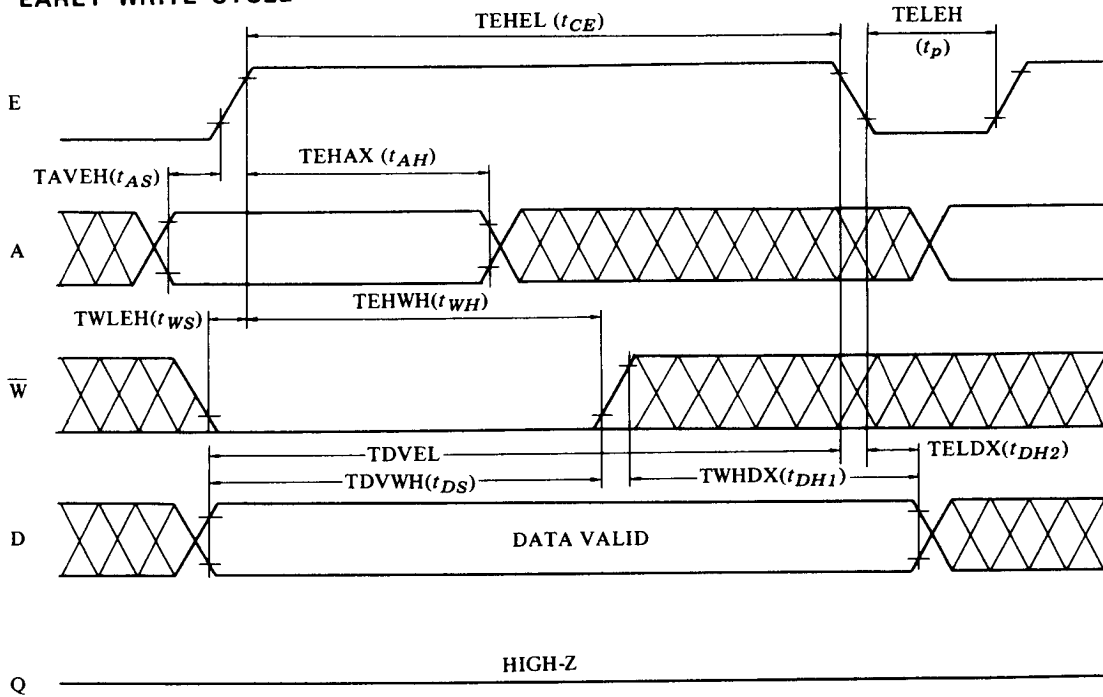 EARLY WRITE CYCLE
TEHEL (tCE)
TELEH
(tp)
E
TAVEH(tAS)
TEHAX (tAH)
A
TWLEH(tWS)
TEHWH(tWH)
W
TDVEL
TELDX(tDH2)
TDVWH(tDS)
TWHDX(tDH1)
D
DATA VALID
HIGH-Z
Q